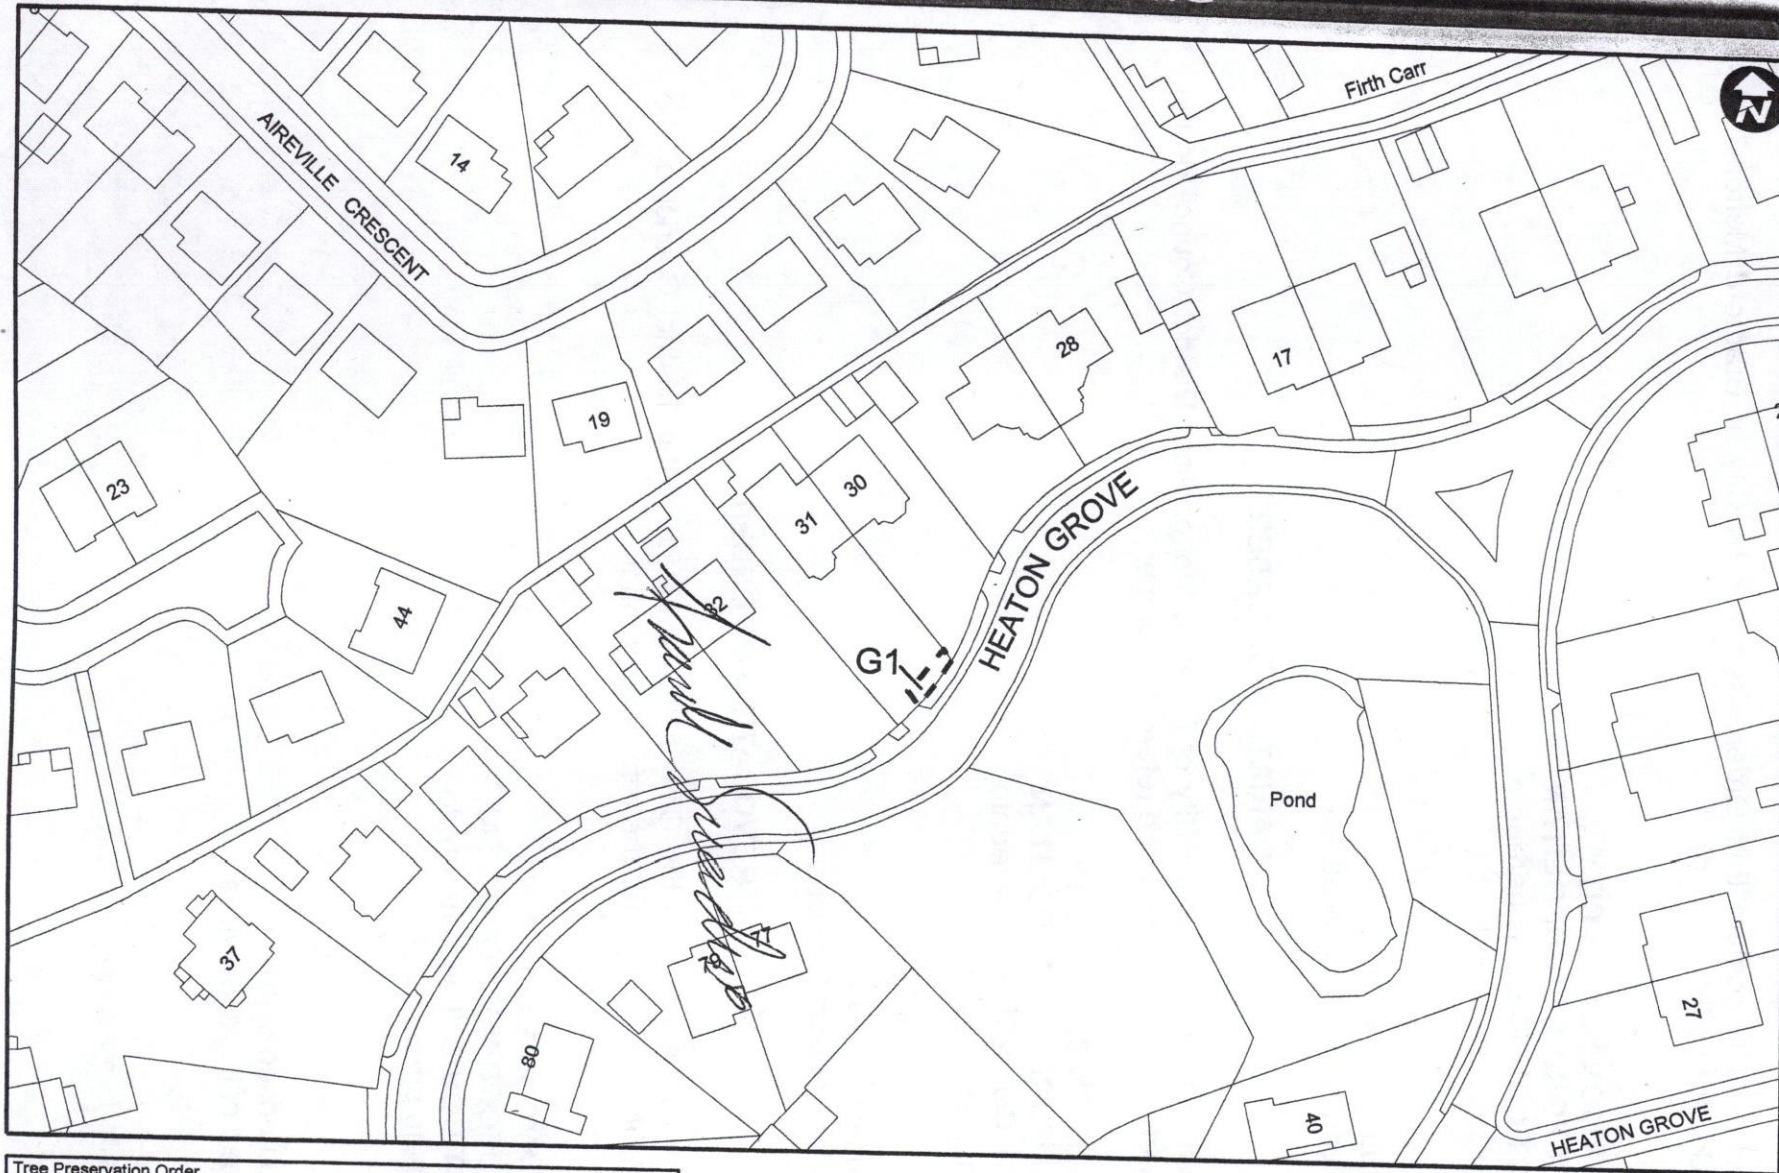 Firth Carr
N
AIREVILLE CRESCENT
14
28
17
19
23
30
31
HEATON GROVE
32
44
G1
Pond
37
77
79
80
27
40
HEATON GROVE
Tree Preservation Order